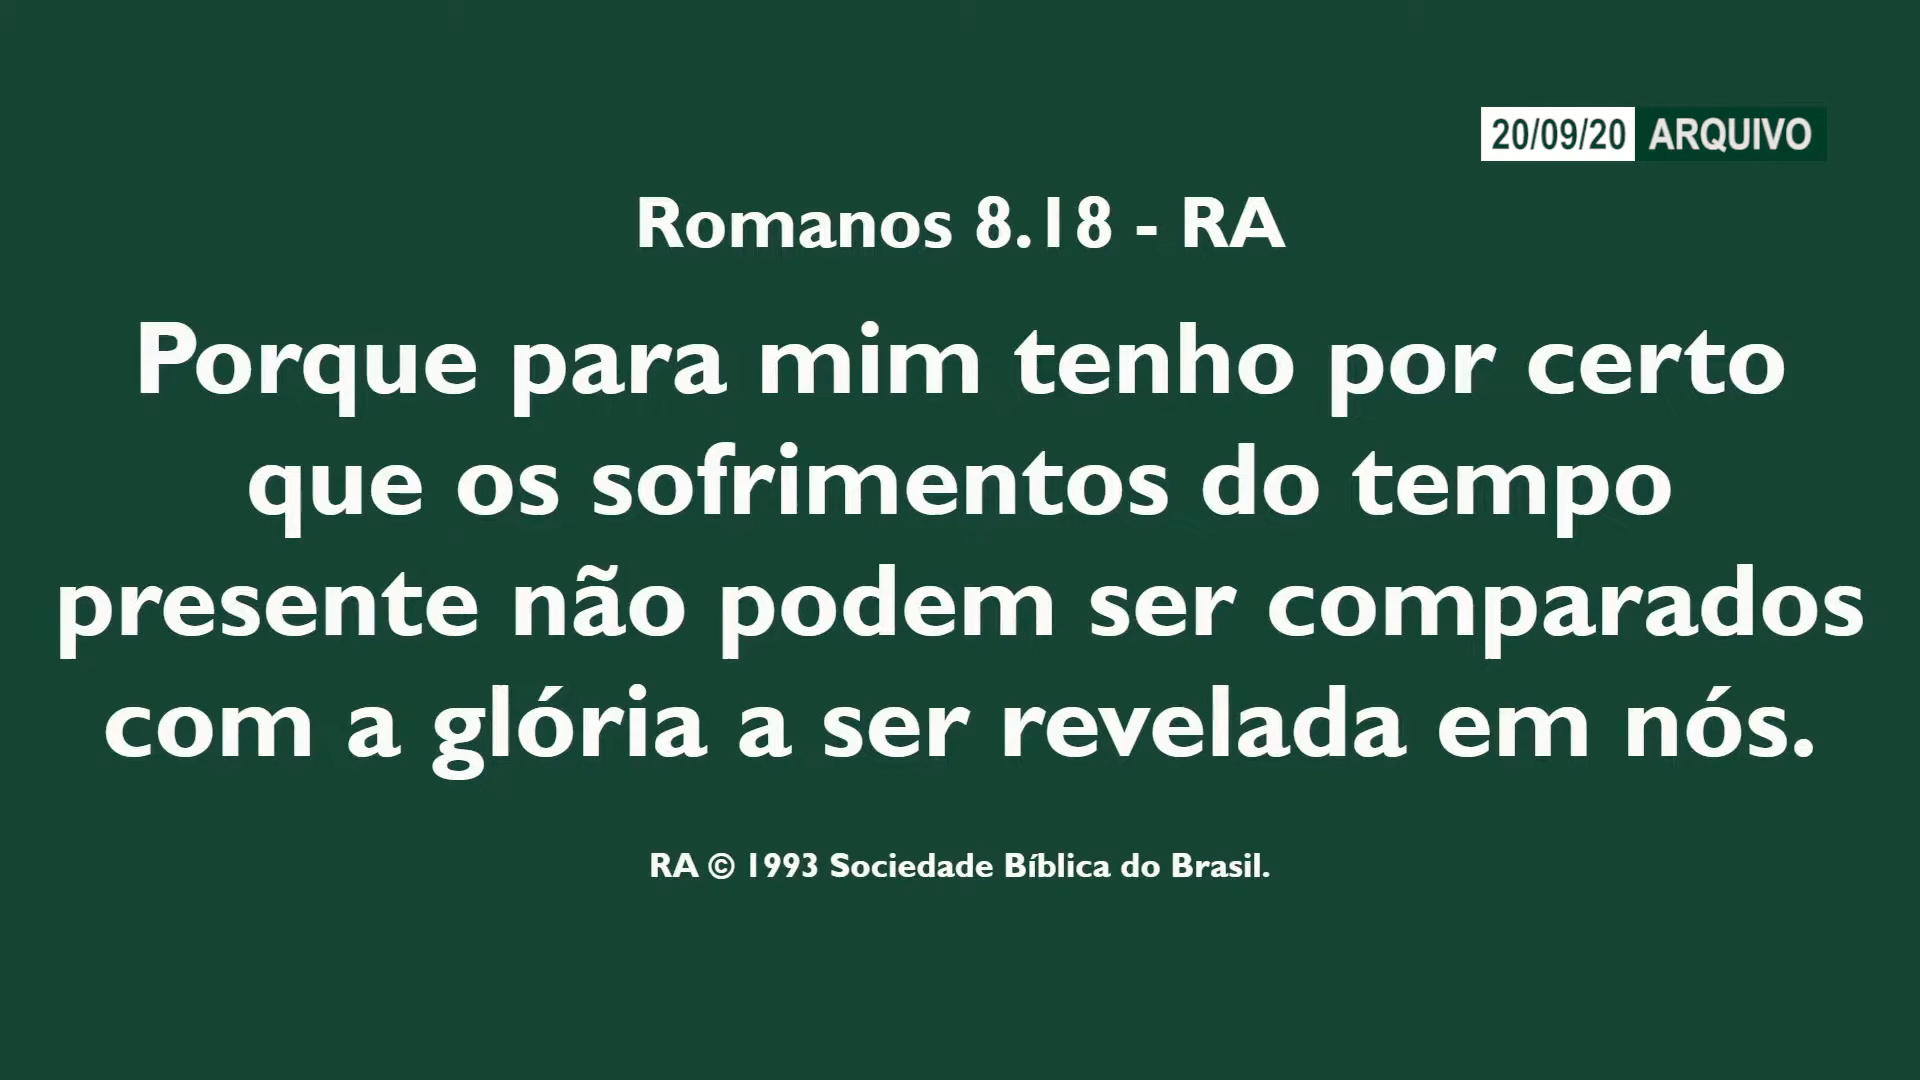 20/09/20 ARQUIVO
Romanos 8.18 - RA
Porque para mim tenho por certo
que os sofrimentos do tempo
presente não podem ser comparados
com a glória a ser revelada em nós.
RA © 1993 Sociedade Bíblica do Brasil.